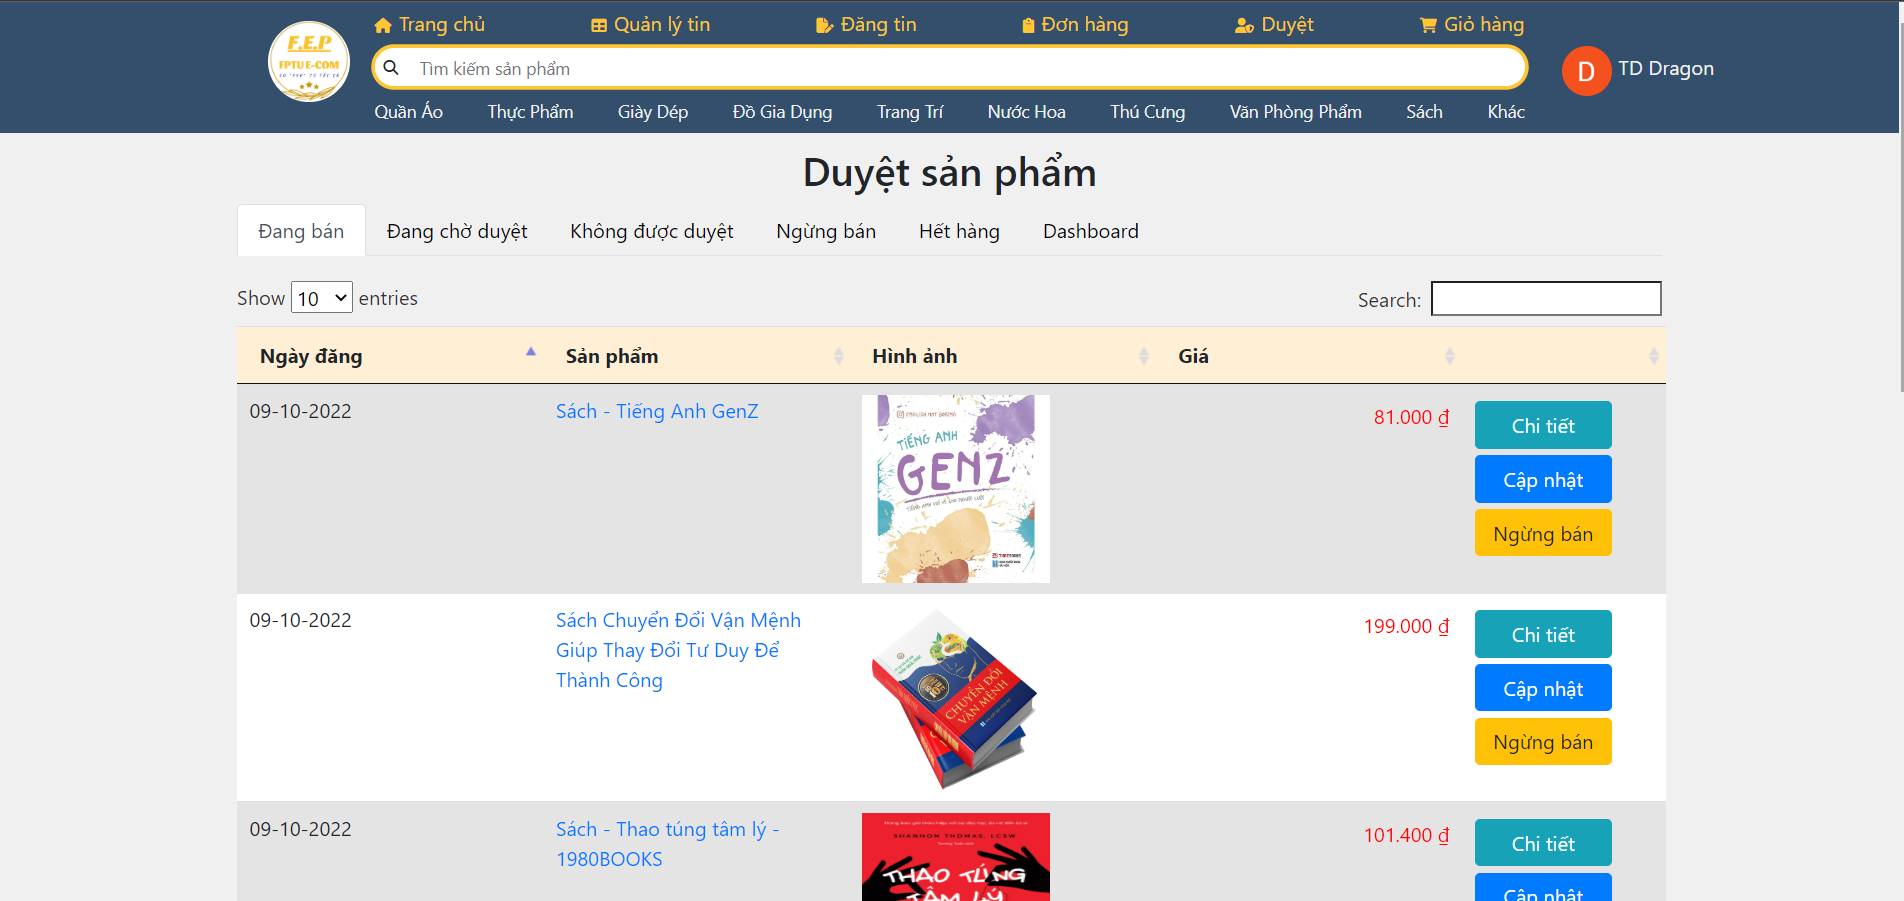 Trang chủ
Quản lý tin
Đăng tin
Đơn hàng
Duyệt
Giỏ hàng
F.E.P
FPTU E-COM
Tìm kiếm sản phẩm
D
TD Dragon
Quần Áo
Thực Phẩm
Giày Dép
Đồ Gia Dụng
Trang Trí
Nước Hoa
Thú Cưng
Văn Phòng Phẩm
Sách
Khác
Duyệt sản phẩm
Đang bán
Đang chờ duyệt
Không được duyệt
Ngừng bán
Hết hàng
Dashboard
Show 10 entries
Search:
Ngày đăng
Sản phẩm
Hình ảnh
Giá
09-10-2022
Sách - Tiếng Anh GenZ
ENGLISH NOT BORING
TIẾNG ANH
GENZ
81.000 ₫
Chi tiết
Cập nhật
Ngừng bán
09-10-2022
Sách Chuyển Đổi Vận Mệnh
Giúp Thay Đổi Tư Duy Để
Thành Công
CHUYỂN ĐỔI
VẬN MỆNH
199.000 ₫
Chi tiết
Cập nhật
Ngừng bán
09-10-2022
Sách - Thao túng tâm lý -
1980BOOKS
SHANNON THOMAS, LCSW
THAO TÚNG
TÂM LÝ
101.400 ₫
Chi tiết
Cập nhật